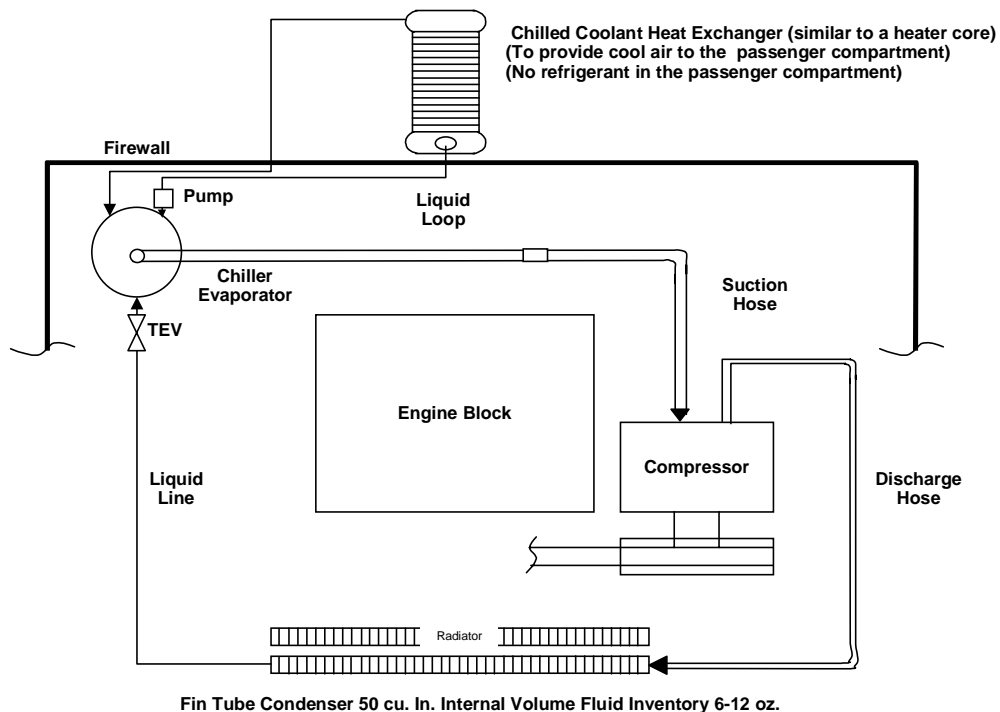 Chilled Coolant Heat Exchanger (similar to a heater core)
(To provide cool air to the passenger compartment)
(No refrigerant in the passenger compartment)
Firewall
Pump
Liquid
Loop
Chiller
Evaporator
Suction
Hose
TEV
Engine Block
Compressor
Liquid
Line
Discharge
Hose
Radiator
Fin Tube Condenser 50 cu. In. Internal Volume Fluid Inventory 6-12 oz.